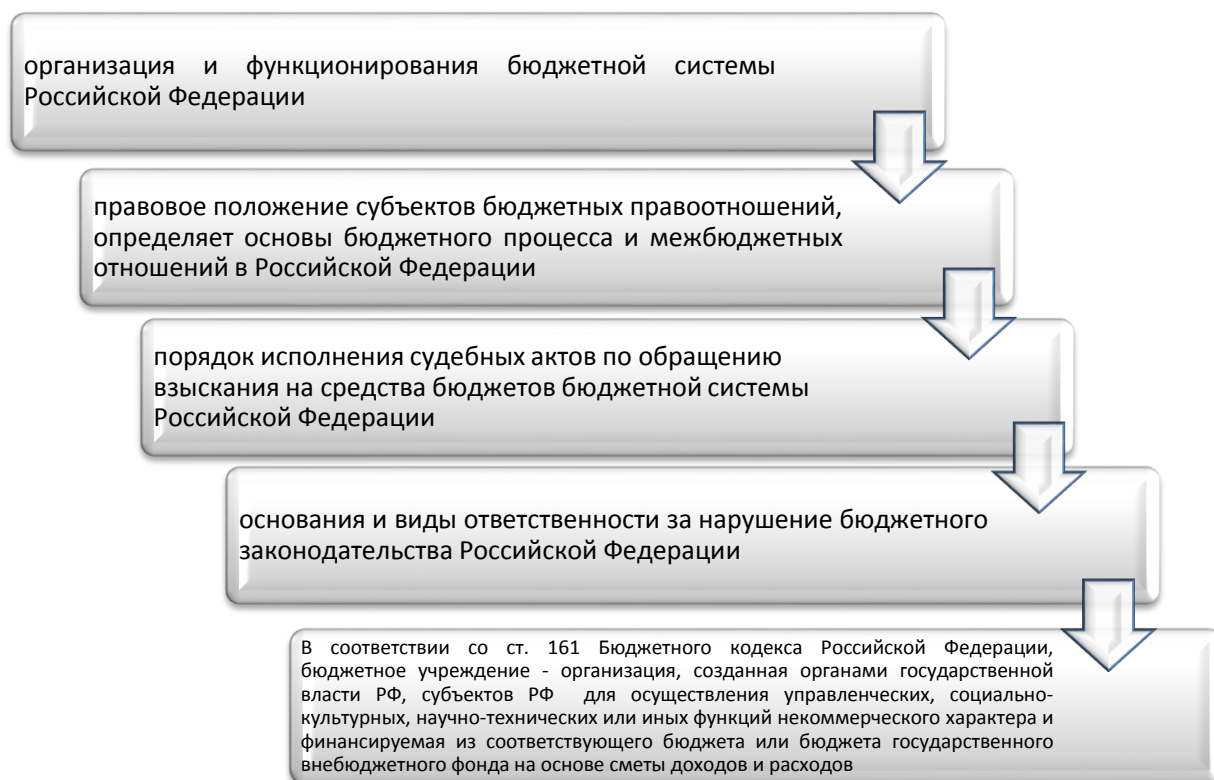 организация и функционирования бюджетной системы
Российской Федерации
правовое положение субъектов бюджетных правоотношений,
определяет основы бюджетного процесса и межбюджетных
отношений в Российской Федерации
порядок исполнения судебных актов по обращению
взыскания на средства бюджетов бюджетной системы
Российской Федерации
основания и виды ответственности за нарушение бюджетного
законодательства Российской Федерации
В соответствии со ст. 161 Бюджетного кодекса Российской Федерации,
бюджетное учреждение - организация, созданная органами государственной
власти РФ, субъектов РФ для осуществления управленческих, социально-
культурных, научно-технических или иных функций некоммерческого характера и
финансируемая из соответствующего бюджета или бюджета государственного
внебюджетного фонда на основе сметы доходов и расходов